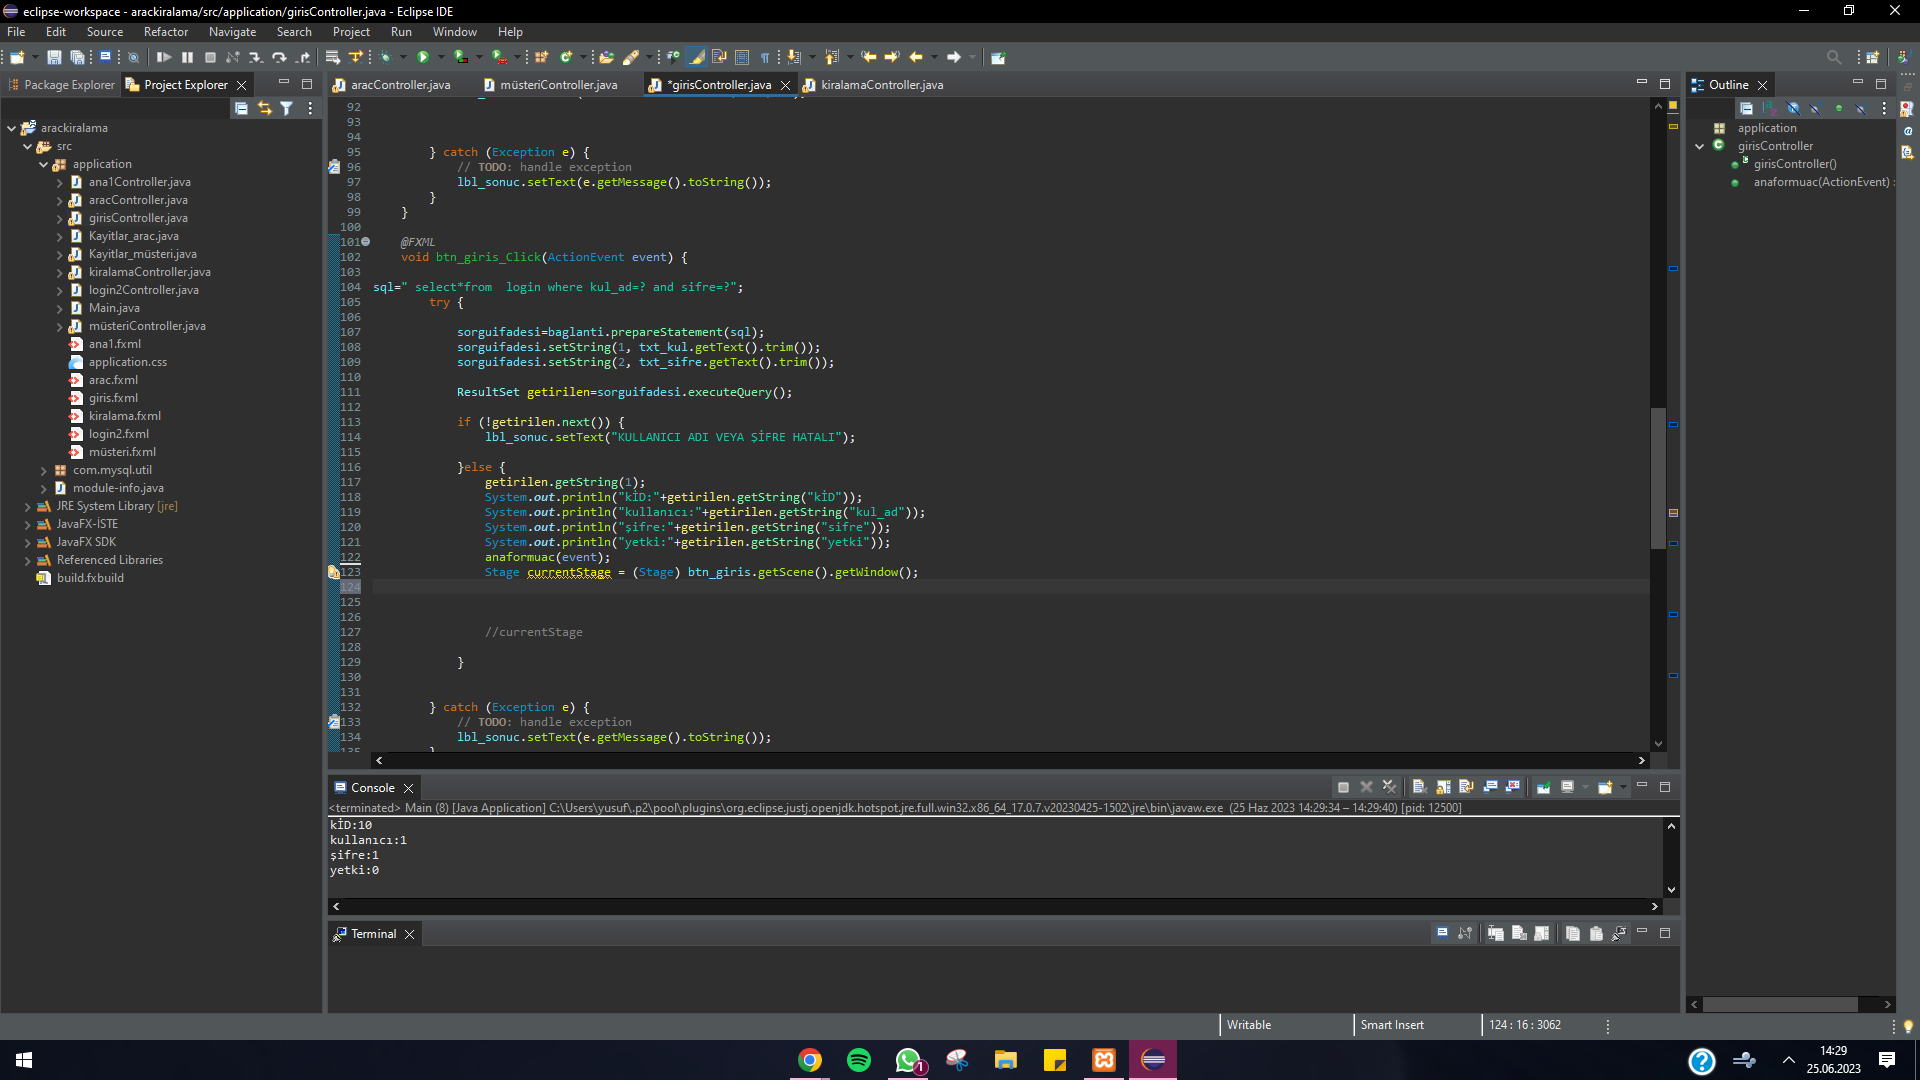 eclipse-workspace - arackiralama/src/application/girisController.java - Eclipse IDE
File Edit Source Refactor Navigate Search Project Run Window Help
Package Explorer Project Explorer
aracController.java müsteriController.java *girisController.java kiralamaController.java
Outline
arackiralama
src
application
ana1Controller.java
aracController.java
girisController.java
Kayitlar_arac.java
Kayitlar_müsteri.java
kiralamaController.java
login2Controller.java
Main.java
müsteriController.java
ana1.fxml
application.css
arac.fxml
giris.fxml
kiralama.fxml
login2.fxml
müsteri.fxml
com.mysql.util
module-info.java
JRE System Library [jre]
JavaFX-İSTE
JavaFX SDK
Referenced Libraries
build.fxbuild
92
93
94
95 } catch (Exception e) {
96 // TODO: handle exception
97 lbl_sonuc.setText(e.getMessage().toString());
98 }
99 }
100
101 @FXML
102 void btn_giris_Click(ActionEvent event) {
103
104 sql=" select*from  login where kul_ad=? and sifre=?";
105 try {
106
107 sorguifadesi=baglanti.prepareStatement(sql);
108 sorguifadesi.setString(1, txt_kul.getText().trim());
109 sorguifadesi.setString(2, txt_sifre.getText().trim());
110
111 ResultSet getirilen=sorguifadesi.executeQuery();
112
113 if (!getirilen.next()) {
114 lbl_sonuc.setText("KULLANICI ADI VEYA ŞİFRE HATALI");
115
116 }else {
117 getirilen.getString(1);
118 System.out.println("kİD:"+getirilen.getString("kİD"));
119 System.out.println("kullanıcı:"+getirilen.getString("kul_ad"));
120 System.out.println("şifre:"+getirilen.getString("sifre"));
121 System.out.println("yetki:"+getirilen.getString("yetki"));
122 anaformuac(event);
123 Stage currentStage = (Stage) btn_giris.getScene().getWindow();
124
125
126
127 //currentStage
128
129 }
130
131
132 } catch (Exception e) {
133 // TODO: handle exception
134 lbl_sonuc.setText(e.getMessage().toString());
135 }
application
girisController
girisController()
anaformuac(ActionEvent) :
Console
<terminated> Main (8) [Java Application] C:\Users\yusuf\.p2\pool\plugins\org.eclipse.justj.openjdk.hotspot.jre.full.win32.x86_64_17.0.7.v20230425-1502\jre\bin\javaw.exe (25 Haz 2023 14:29:34 – 14:29:40) [pid: 12500]
kİD:10
kullanıcı:1
şifre:1
yetki:0
Terminal
Writable Smart Insert 124 : 16 : 3062
1
14:29
25.06.2023